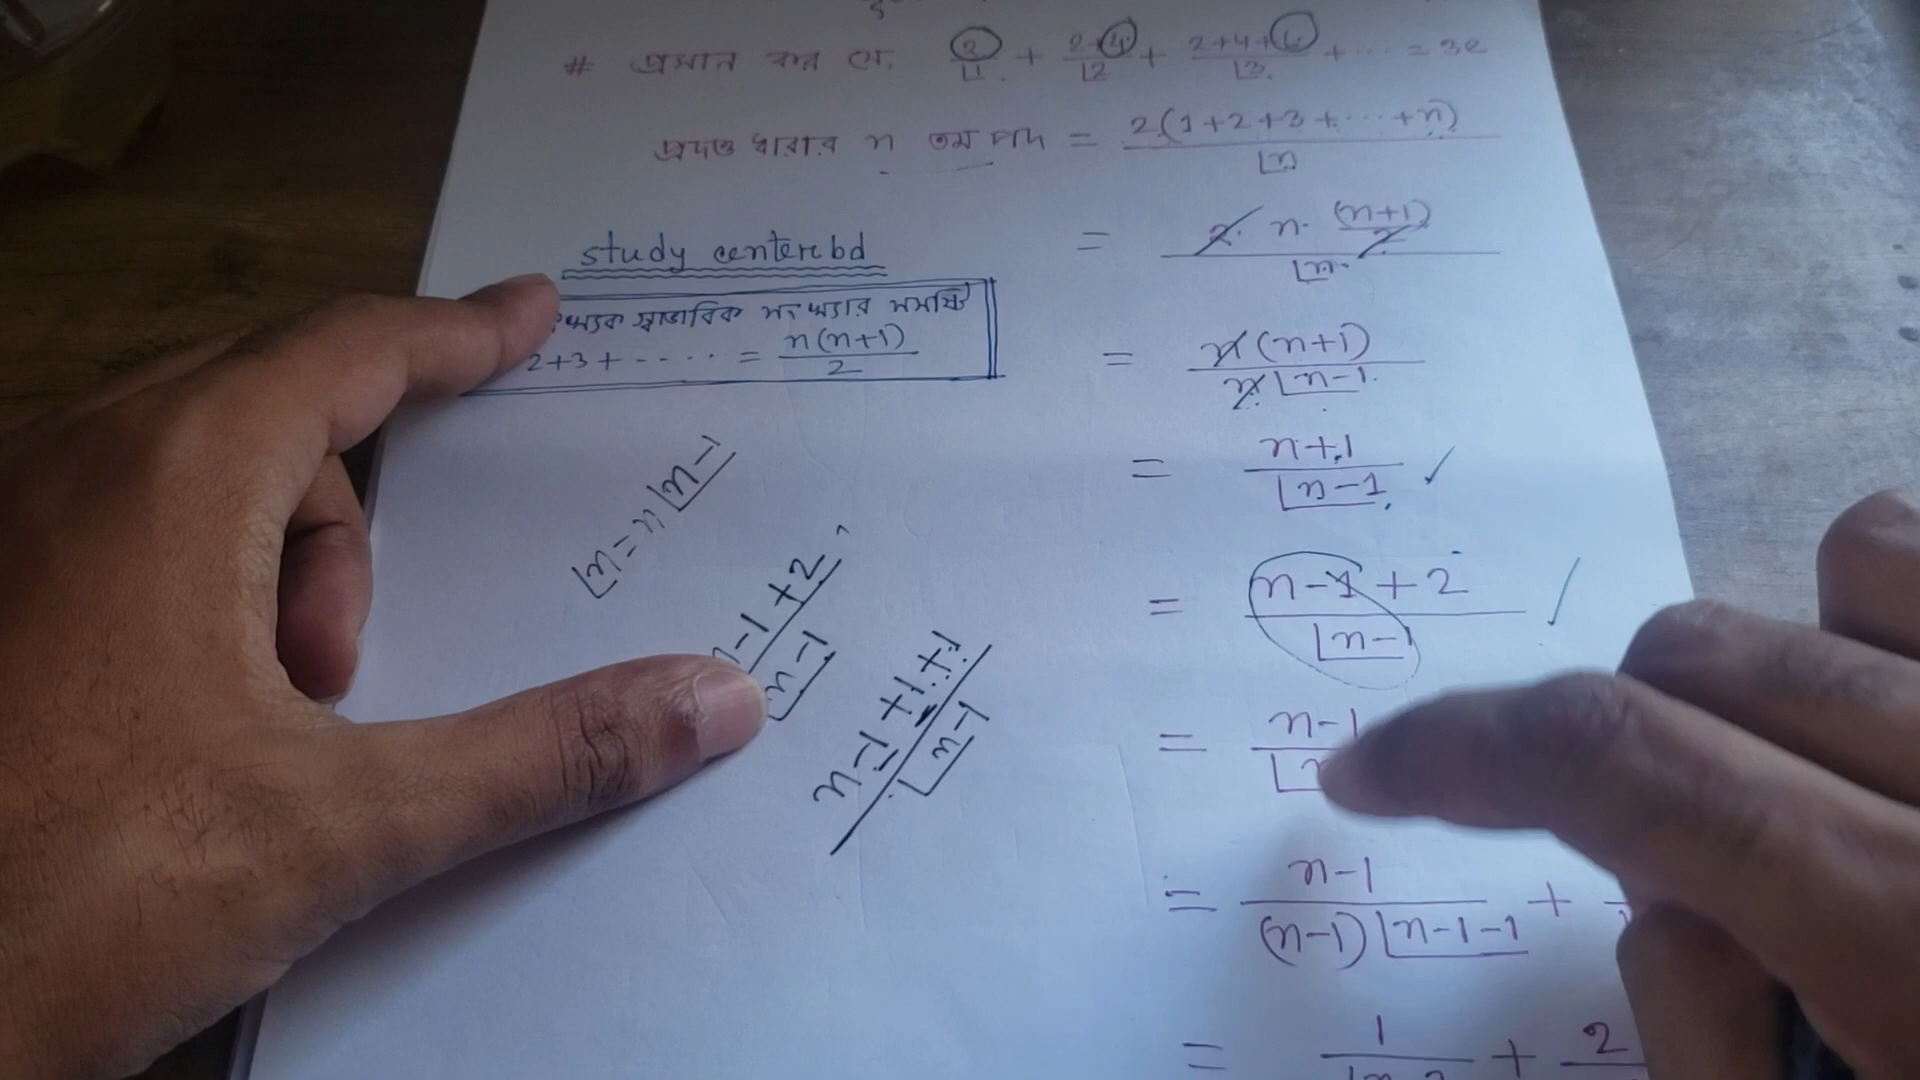 # প্রমান কর যে, 2/⌊1 + 2+4/⌊2 + 2+4+6/⌊3 + ... = 3e
প্রদত্ত ধারার n তম পদ = 2(1+2+3+...+n)/⌊n
= 2. n. (n+1)/2 /⌊n
study centerbd
খ্যক স্বাভাবিক সংখ্যার সমষ্টি
2+3+----.. = n(n+1)/2
= n(n+1)/n⌊n-1
= n+1/⌊n-1
⌊n = n⌊n-1
= n-1+2/⌊n-1
-1+2/⌊n-1
n-1+1+1/⌊n-1
= n-1/⌊
= n-1/(n-1)⌊n-1-1 +
= 1/ + 2/